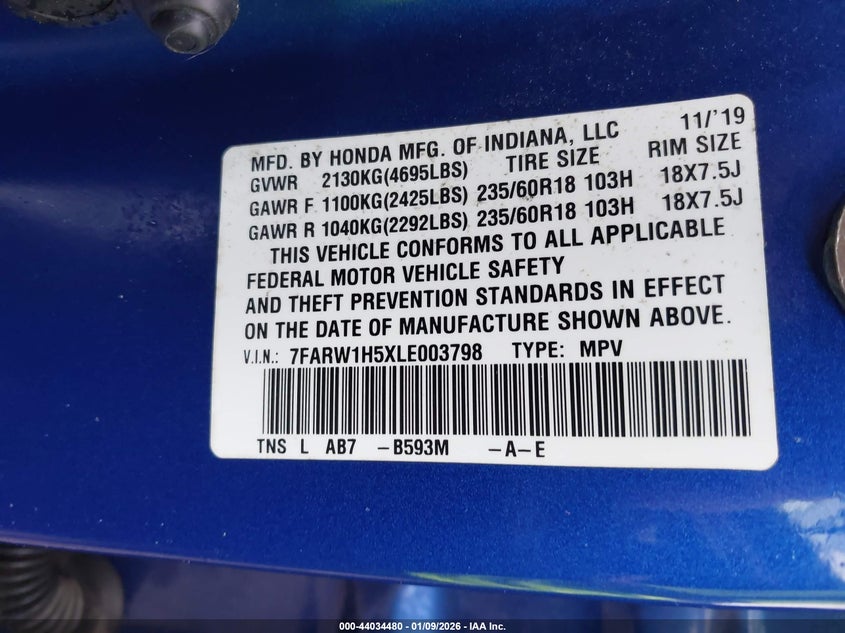 MFD. BY HONDA MFG. OF INDIANA, LLC 11/'19
GVWR 2130KG(4695LBS) TIRE SIZE RIM SIZE
GAWR F 1100KG(2425LBS) 235/60R18 103H 18X7.5J
GAWR R 1040KG(2292LBS) 235/60R18 103H 18X7.5J
THIS VEHICLE CONFORMS TO ALL APPLICABLE
FEDERAL MOTOR VEHICLE SAFETY
AND THEFT PREVENTION STANDARDS IN EFFECT
ON THE DATE OF MANUFACTURE SHOWN ABOVE.
V.I.N.: 7FARW1H5XLE003798 TYPE: MPV
TNS L AB7 -B593M -A-E
000-44034480 - 01/09/2026 - IAA Inc.